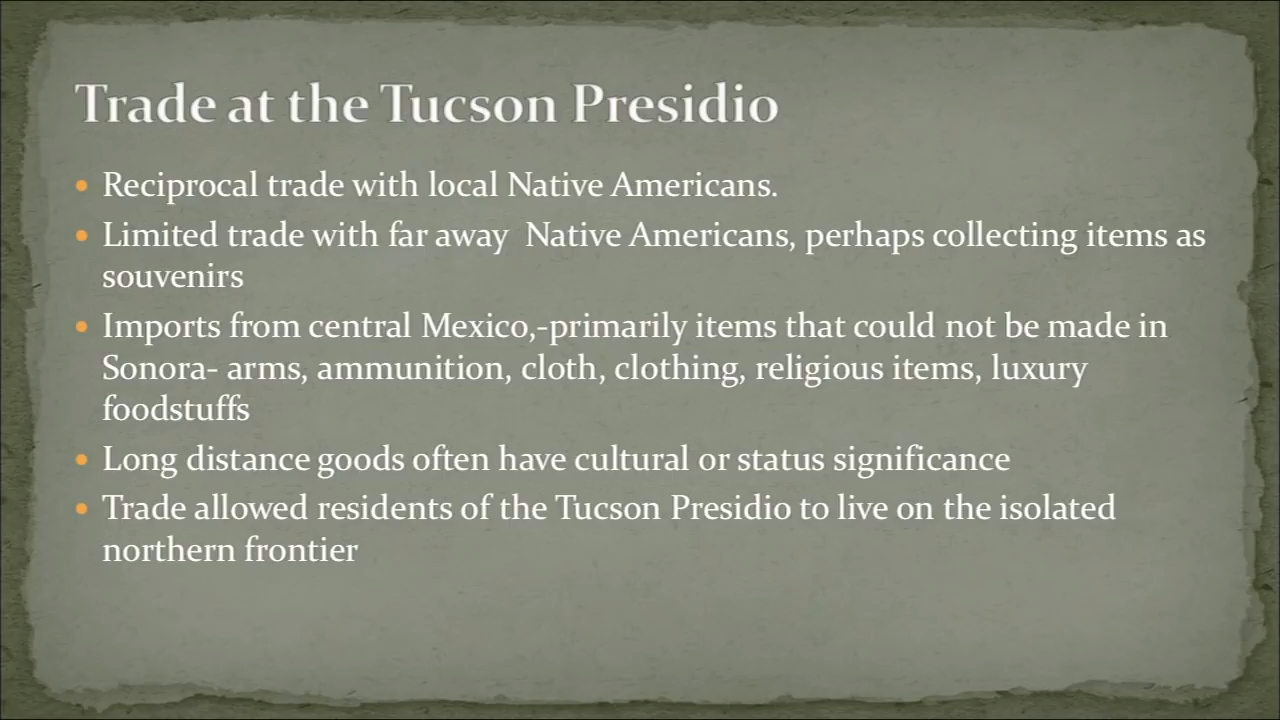 Trade at the Tucson Presidio
• Reciprocal trade with local Native Americans.
• Limited trade with far away  Native Americans, perhaps collecting items as
souvenirs
• Imports from central Mexico,-primarily items that could not be made in
Sonora- arms, ammunition, cloth, clothing, religious items, luxury
foodstuffs
• Long distance goods often have cultural or status significance
• Trade allowed residents of the Tucson Presidio to live on the isolated
northern frontier